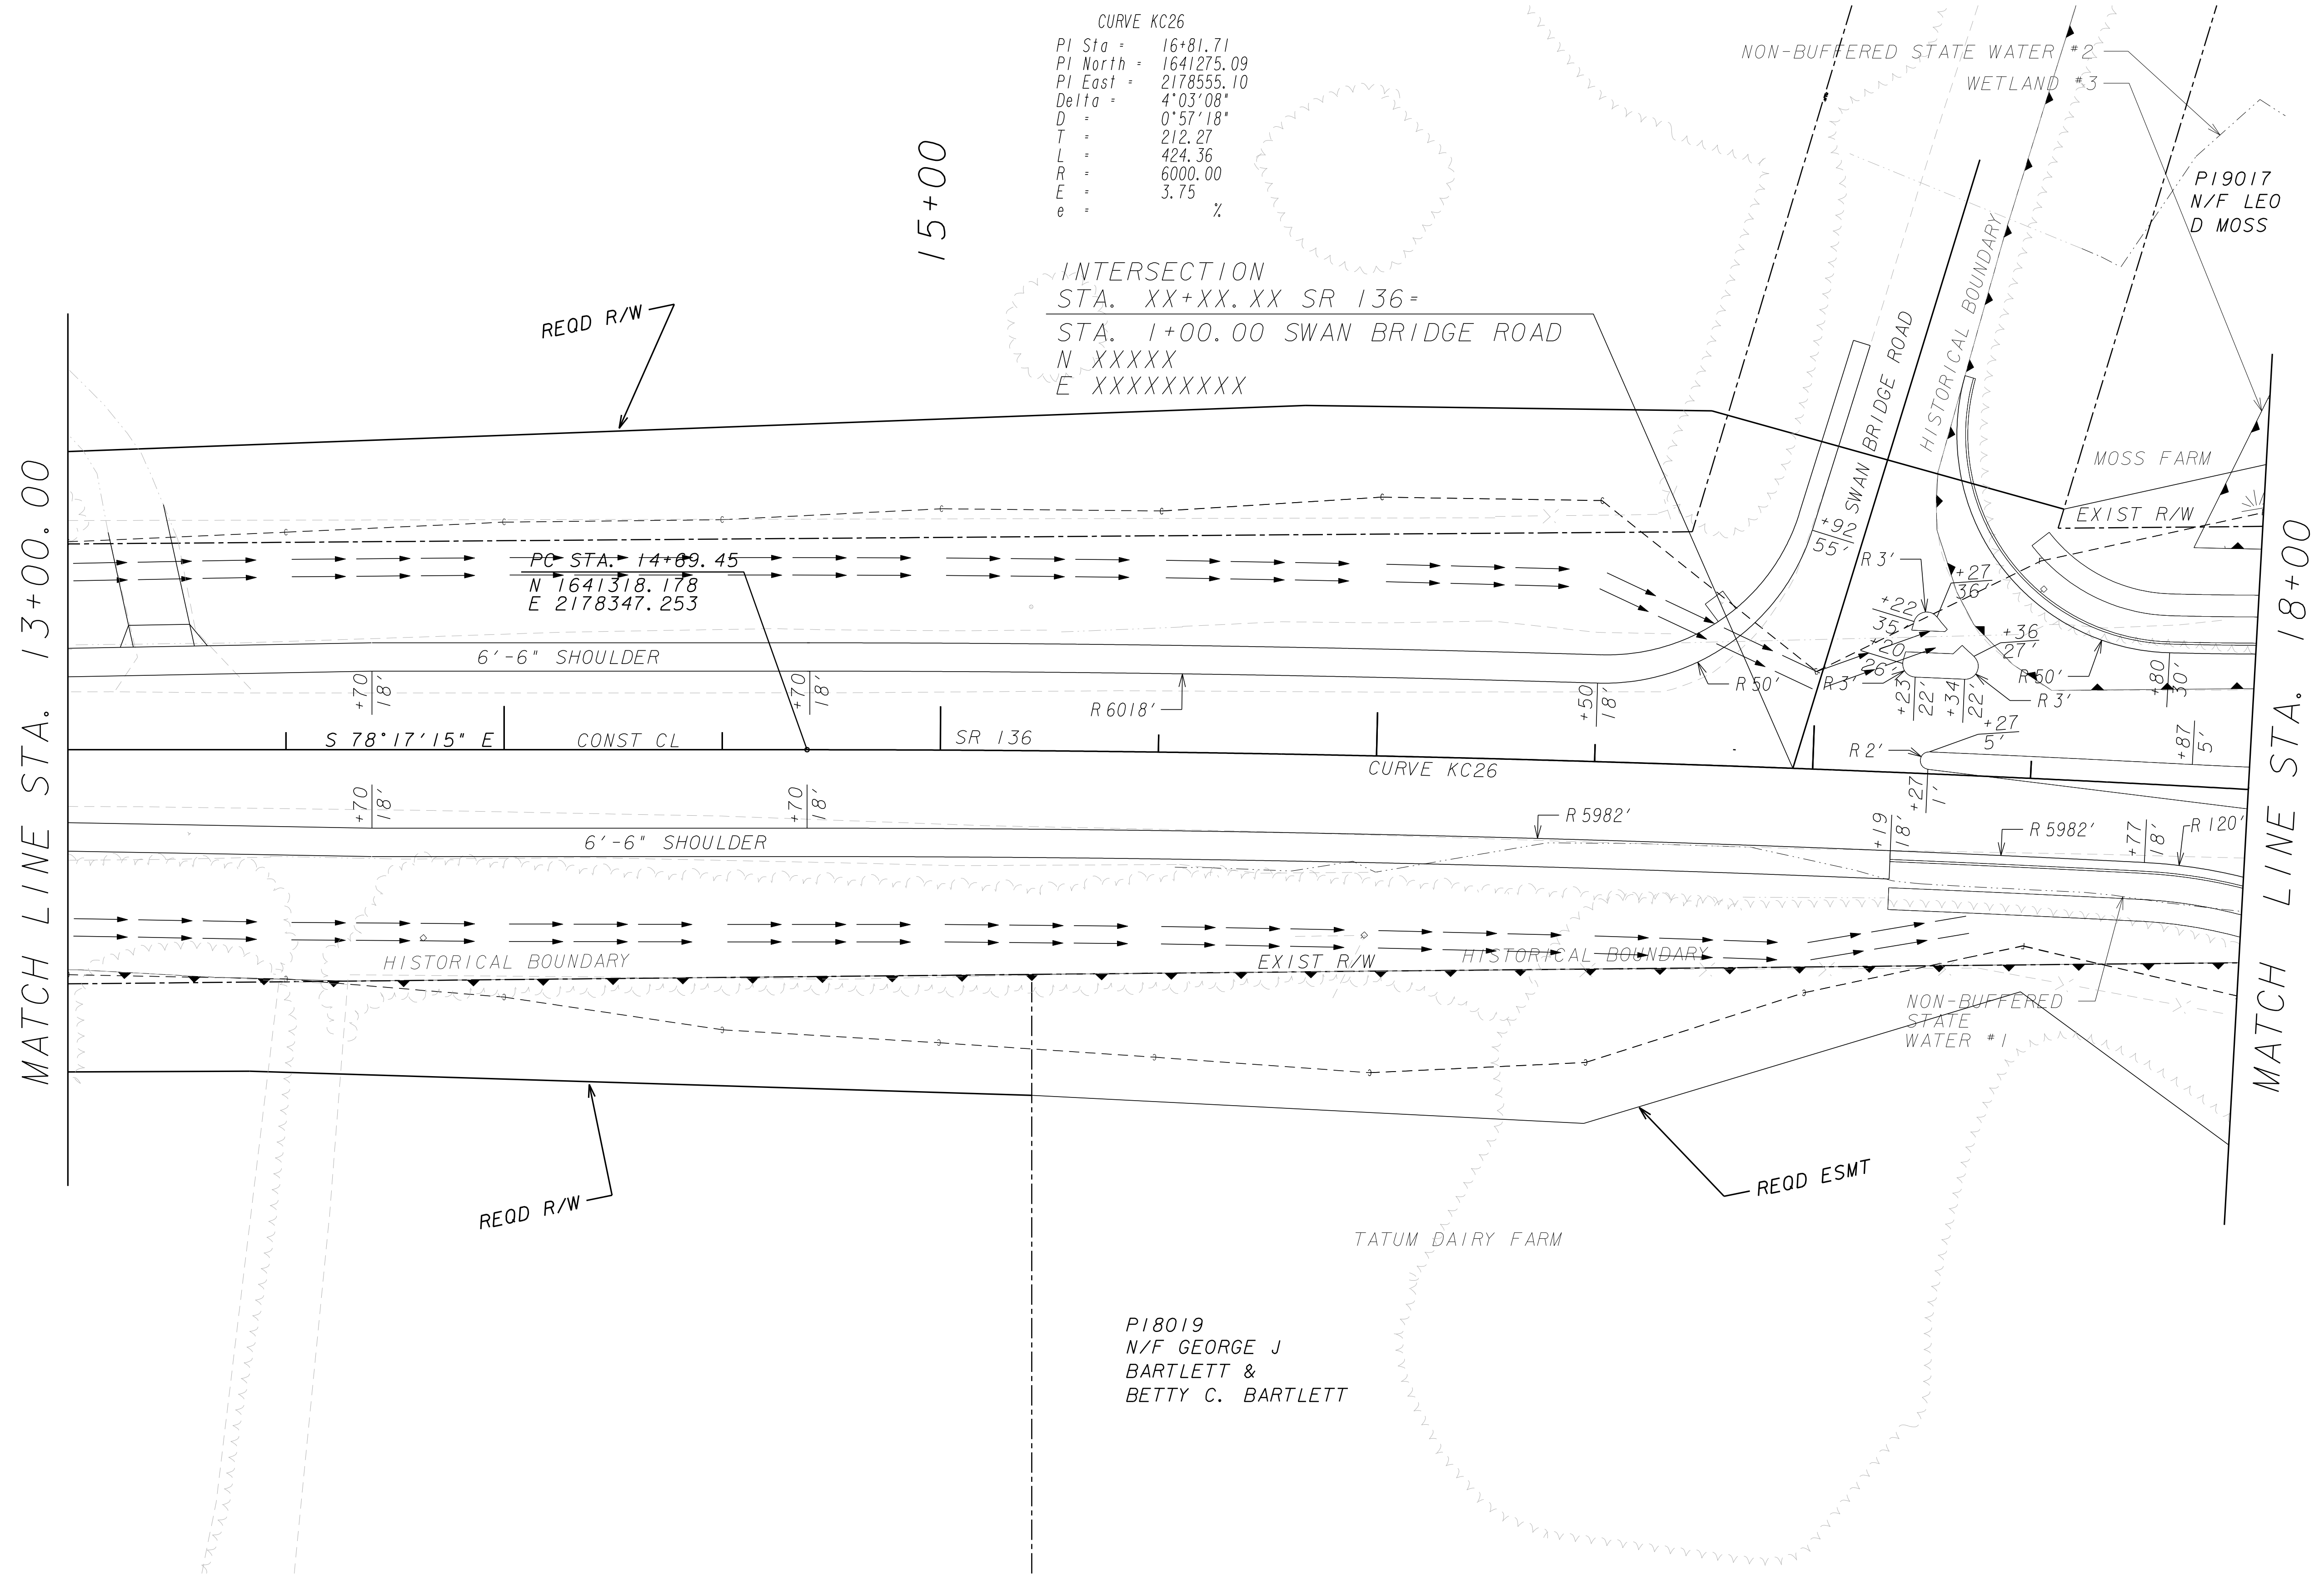 CURVE KC26
PI Sta = 16+81.71
PI North = 1641275.09
PI East = 2178555.10
Delta = 4°03'08"
D = 0°57'18"
T = 212.27
L = 424.36
R = 6000.00
E = 3.75
e = %
NON-BUFFERED STATE WATER #2
WETLAND #3
P19017
N/F LEO
D MOSS
15+00
INTERSECTION
STA. XX+XX.XX SR 136=
STA. 1+00.00 SWAN BRIDGE ROAD
N XXXXX
E XXXXXXXXX
REQD R/W
SWAN BRIDGE ROAD
HISTORICAL BOUNDARY
MOSS FARM
EXIST R/W
MATCH LINE STA. 13+00.00
MATCH LINE STA. 18+00
PC STA. 14+69.45
N 1641318.178
E 2178347.253
+92
55'
R 3'
+27
36'
+22
35'
+20
26'
+36
27'
6'-6" SHOULDER
+70
18'
+70
18'
R 6018'
+50
18'
R 50'
R 3'
+23
22'
+34
22'
R 3'
R 50'
+80
30'
S 78°17'15" E
CONST CL
SR 136
CURVE KC26
R 2'
+27
5'
+87
5'
+27
1'
+70
18'
+70
18'
6'-6" SHOULDER
R 5982'
+19
18'
R 5982'
+77
18'
R 120'
HISTORICAL BOUNDARY
EXIST R/W
HISTORICAL BOUNDARY
NON-BUFFERED
STATE
WATER #1
REQD R/W
REQD ESMT
TATUM DAIRY FARM
P18019
N/F GEORGE J
BARTLETT &
BETTY C. BARTLETT